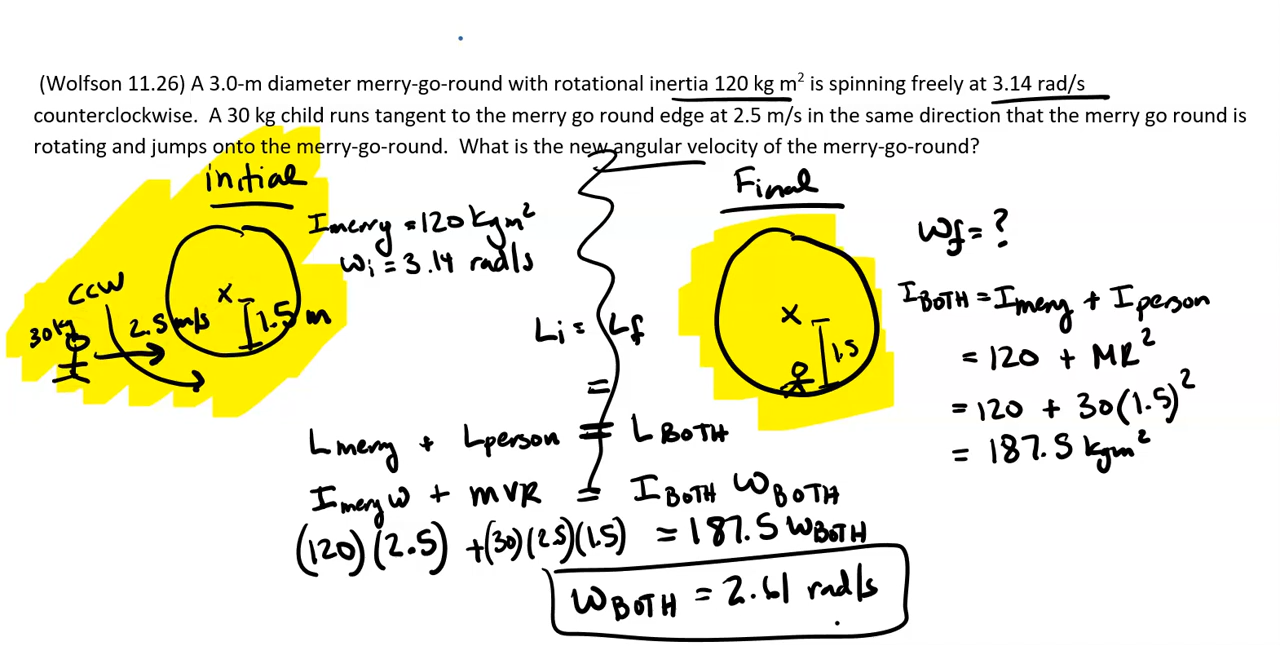 (Wolfson 11.26) A 3.0-m diameter merry-go-round with rotational inertia 120 kg m² is spinning freely at 3.14 rad/s
counterclockwise. A 30 kg child runs tangent to the merry go round edge at 2.5 m/s in the same direction that the merry go round is
rotating and jumps onto the merry-go-round. What is the new angular velocity of the merry-go-round?
initial
Imerry = 120 kgm²
ωi = 3.14 rad/s
CCW
30kg
2.5 m/s
X
1.5 m
Final
X
1.5
ωf = ?
IBOTH = Imerry + Iperson
= 120 + MR²
= 120 + 30(1.5)²
= 187.5 kgm²
Li = Lf
=
Lmerry + Lperson = LBOTH
Imerry ω + mVR = IBOTH ωBOTH
(120)(2.5) + (30)(2.5)(1.5) = 187.5 ωBOTH
ωBOTH = 2.61 rad/s